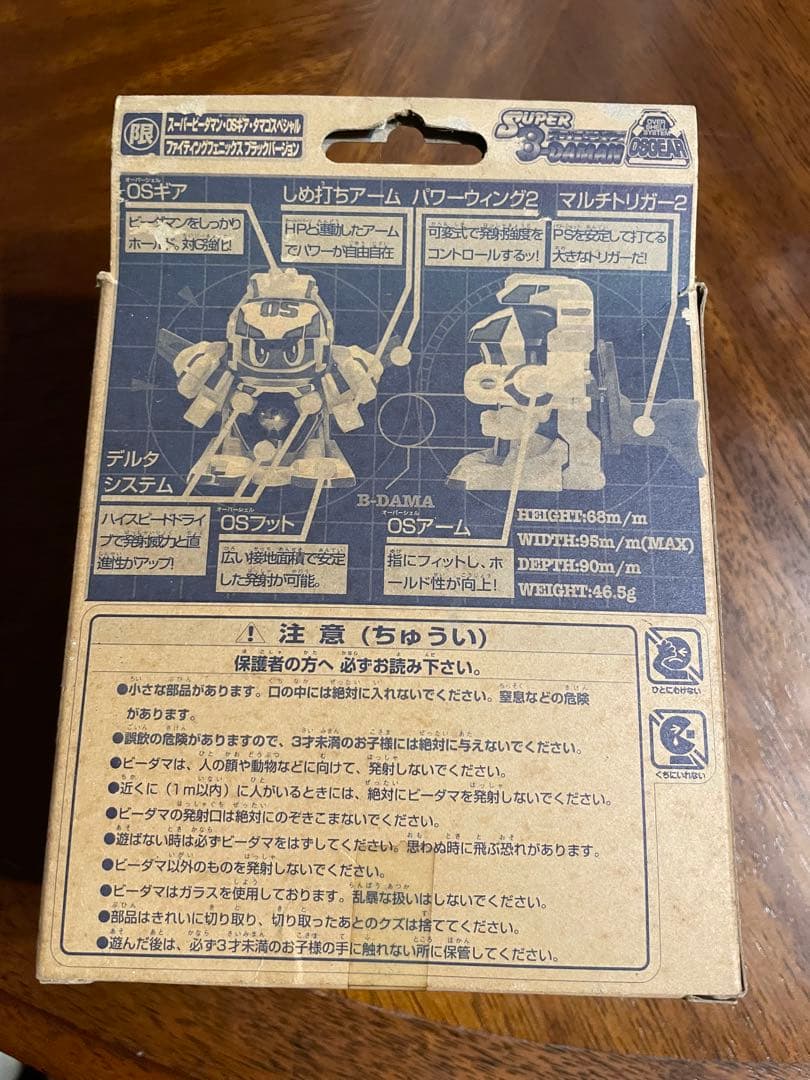 限
スーパービーダマン・OSギア・タマゴスペシャル
ファイティングフェニックス ブラックバージョン
SUPER
B-DAMAN
OVER
SHELL
SYSTEM
OSGEAR
オーバーシェル
OSギア
ビーダマンをしっかり
ホールド。対G強化!
しめ打ちアーム
HPと連動したアーム
でパワーが自由自在
パワーウィング2
可変式で発射強度を
コントロールするッ!
マルチトリガー2
PSを安定して打てる
大きなトリガーだ!
OS
デルタ
システム
ハイスピードドライ
ブで発射威力と直
進性がアップ!
オーバーシェル
OSフット
広い接地面積で安定
した発射が可能。
B-DAMA
オーバーシェル
OSアーム
指にフィットし、ホ
ールド性が向上!
HEIGHT:68m/m
WIDTH:95m/m(MAX)
DEPTH:90m/m
WEIGHT:46.5g
注意(ちゅうい)
保護者の方へ 必ずお読み下さい。
●小さな部品があります。口の中には絶対に入れないでください。窒息などの危険
があります。
●誤飲の危険がありますので、3才未満のお子様には絶対に与えないでください。
●ビーダマは、人の顔や動物などに向けて、発射しないでください。
●近くに(1m以内)に人がいるときには、絶対にビーダマを発射しないでください。
●ビーダマの発射口は絶対にのぞきこまないでください。
●遊ばない時は必ずビーダマをはずしてください。思わぬ時に飛ぶ恐れがあります。
●ビーダマ以外のものを発射しないでください。
●ビーダマはガラスを使用しております。乱暴な扱いはしないでください。
●部品はきれいに切り取り、切り取ったあとのクズは捨ててください。
●遊んだ後は、必ず3才未満のお子様の手に触れない所に保管してください。
ひとにむけない
くちにいれない